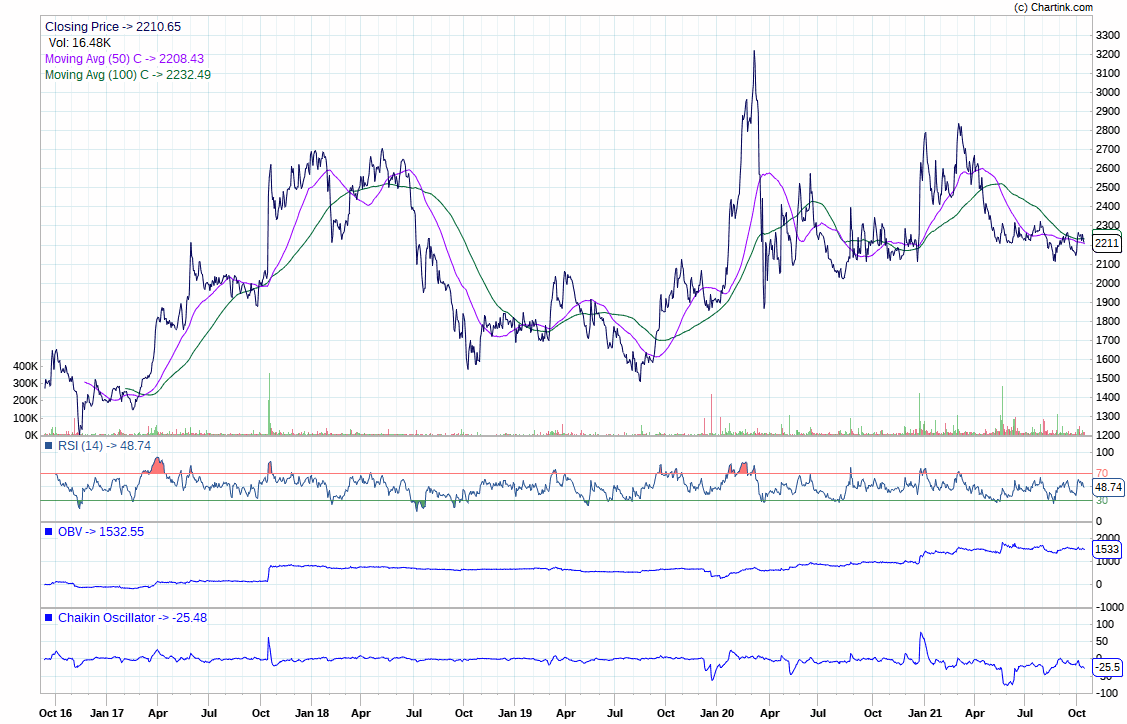 (c) Chartink.com
Closing Price -> 2210.65
Vol: 16.48K
Moving Avg (50) C -> 2208.43
Moving Avg (100) C -> 2232.49
3300
3200
3100
3000
2900
2800
2700
2600
2500
2400
2300
2211
2100
2000
1900
1800
1700
1600
1500
1400
1300
1200
400K
300K
200K
100K
0K
RSI (14) -> 48.74
100
70
48.74
30
0
OBV -> 1532.55
2000
1533
1000
0
-1000
Chaikin Oscillator -> -25.48
100
50
0
-25.5
-50
-100
Oct 16 Jan 17 Apr Jul Oct Jan 18 Apr Jul Oct Jan 19 Apr Jul Oct Jan 20 Apr Jul Oct Jan 21 Apr Jul Oct